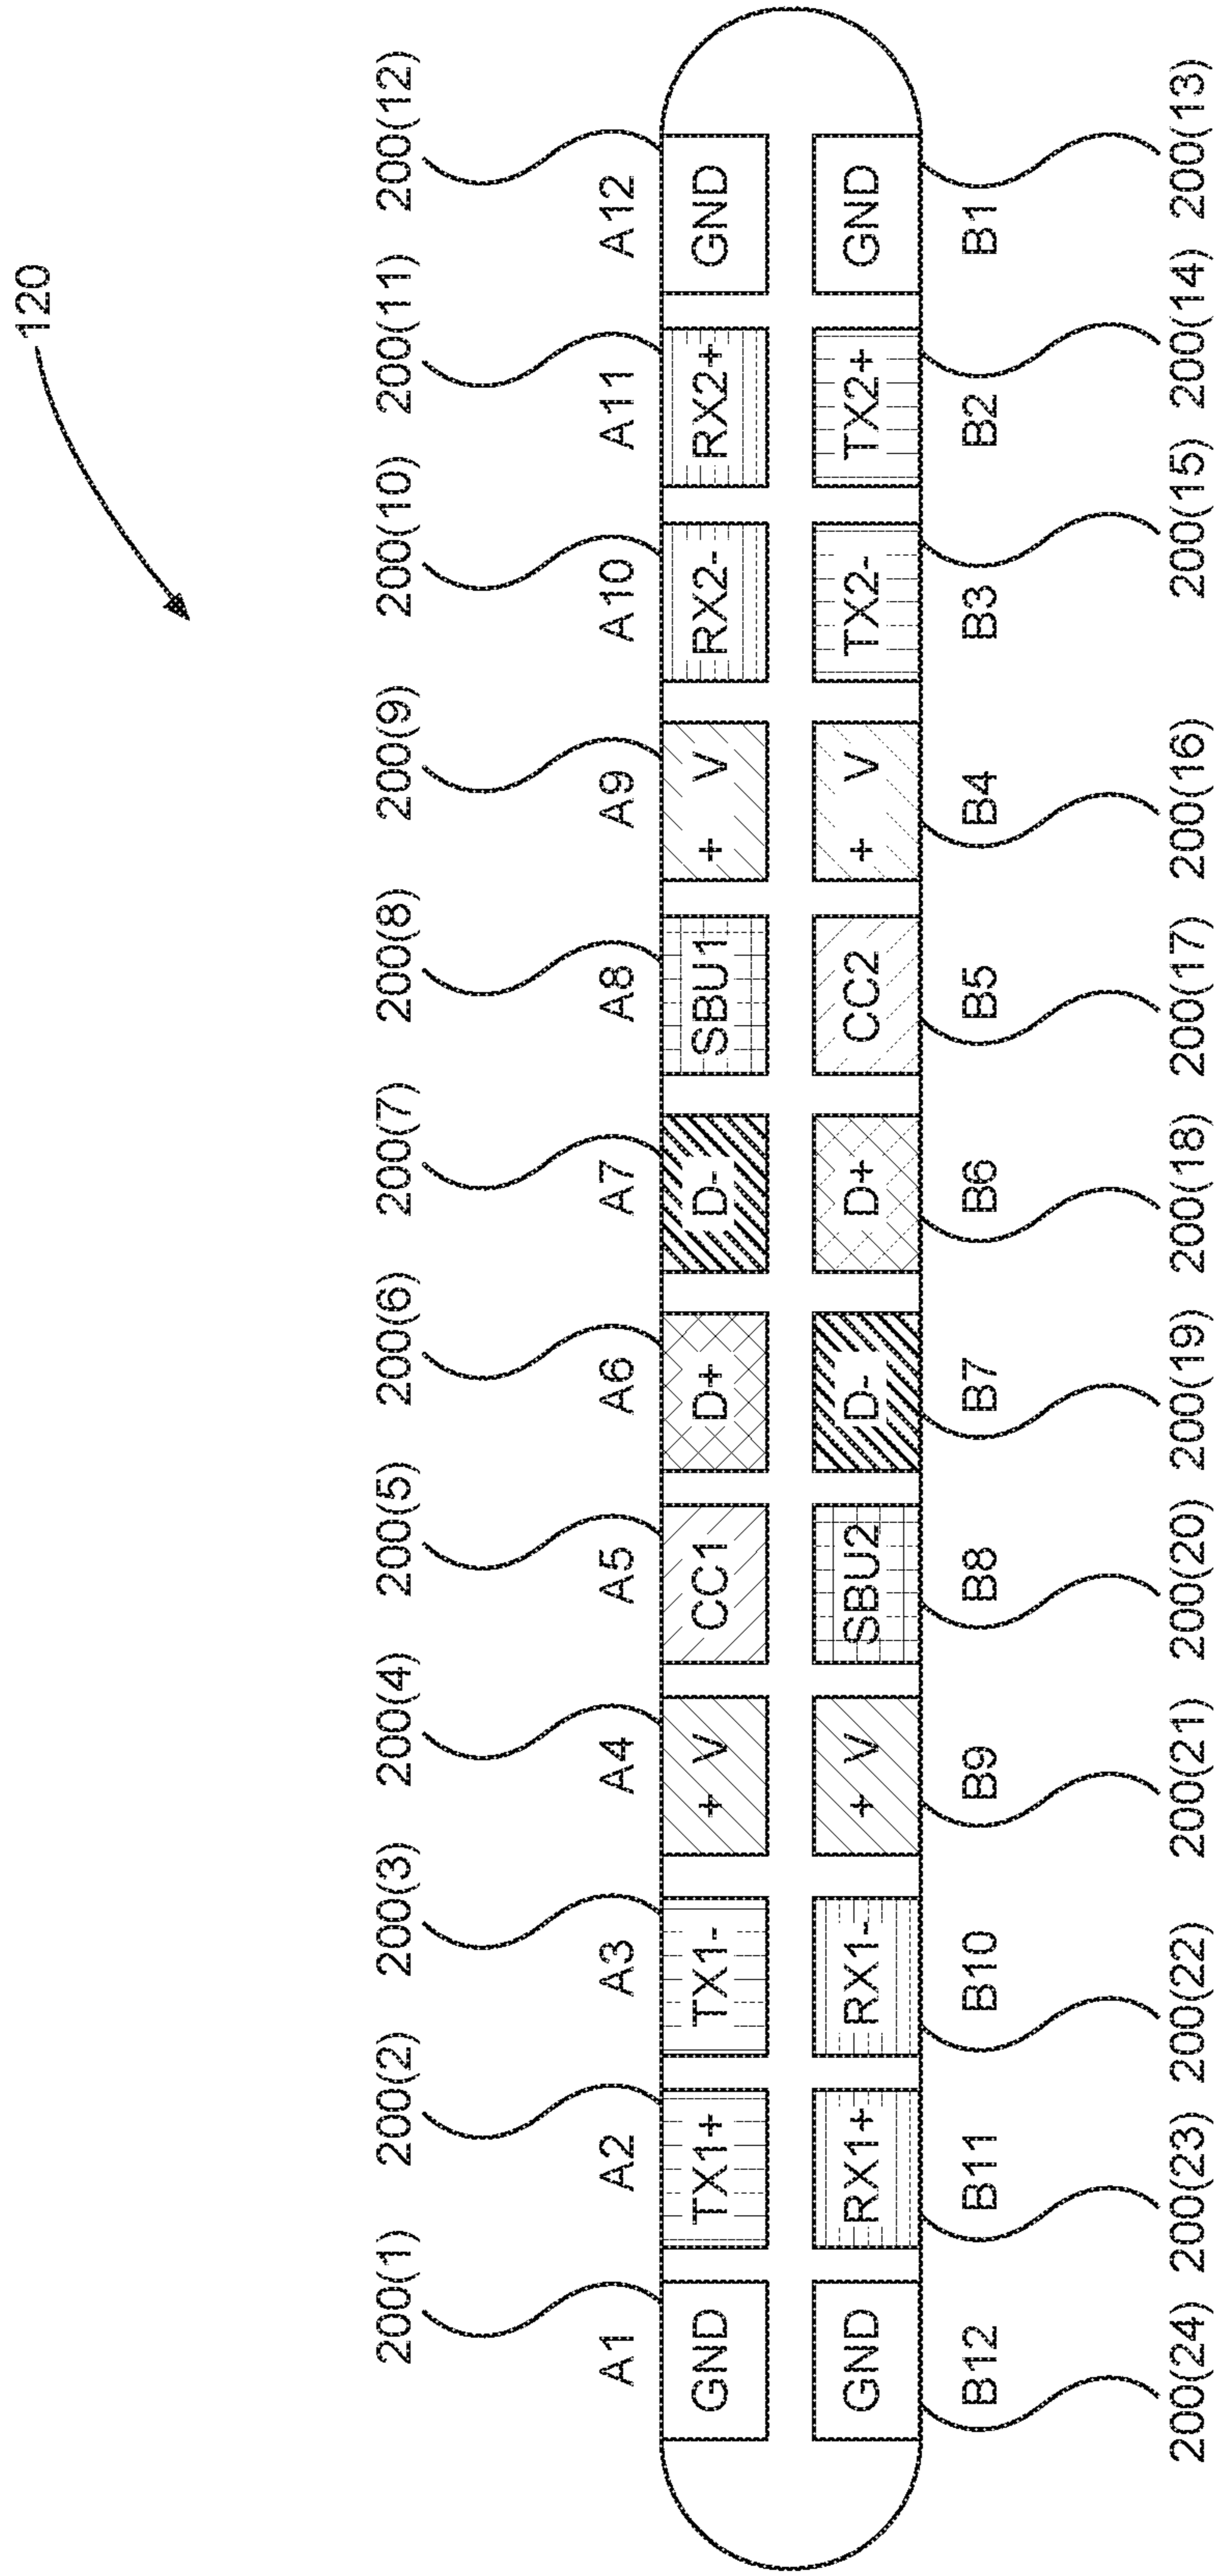 120
200(1) 200(2) 200(3) 200(4) 200(5) 200(6) 200(7) 200(8) 200(9) 200(10) 200(11) 200(12)
A1 A2 A3 A4 A5 A6 A7 A8 A9 A10 A11 A12
GND TX1+ TX1- + V CC1 D+ D- SBU1 + V RX2- RX2+ GND
GND RX1+ RX1- + V SBU2 D- D+ CC2 + V TX2- TX2+ GND
B12 B11 B10 B9 B8 B7 B6 B5 B4 B3 B2 B1
200(24) 200(23) 200(22) 200(21) 200(20) 200(19) 200(18) 200(17) 200(16) 200(15) 200(14) 200(13)